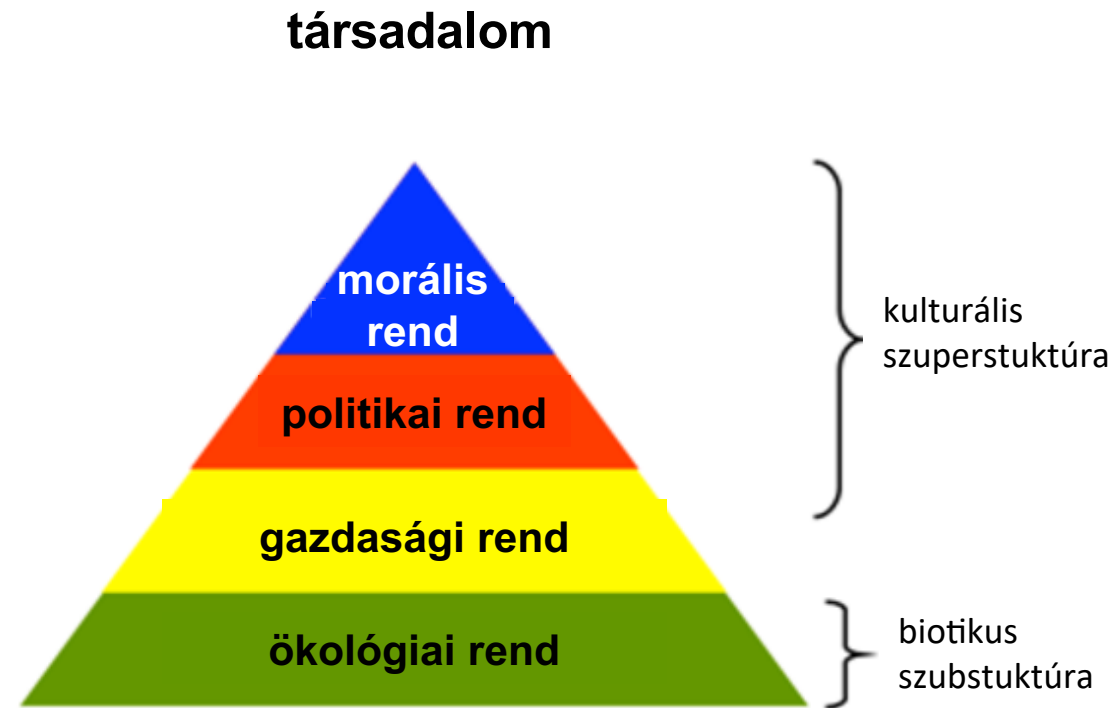 társadalom
morális
rend
politikai rend
gazdasági rend
ökológiai rend
kulturális
szuperstuktúra
biotikus
szubstuktúra